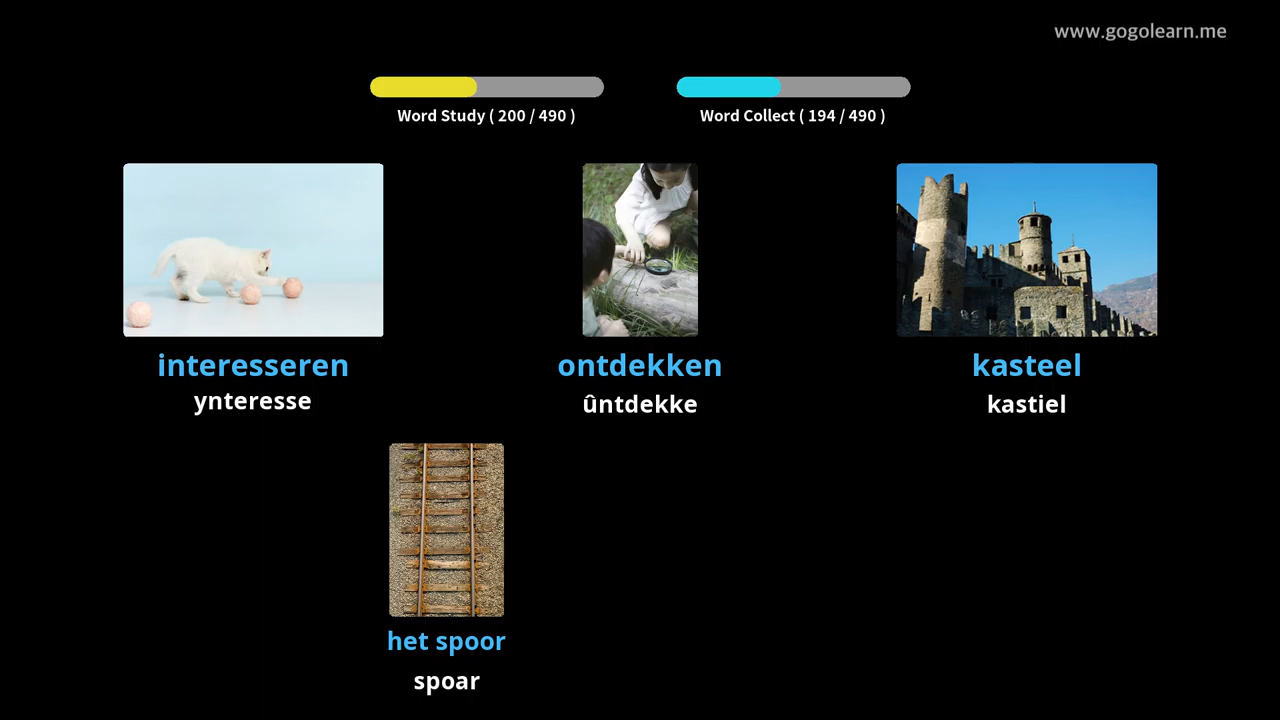 www.gogolearn.me
Word Study ( 200 / 490 )
Word Collect ( 194 / 490 )
interesseren
ynteresse
ontdekken
ûntdekke
kasteel
kastiel
het spoor
spoar